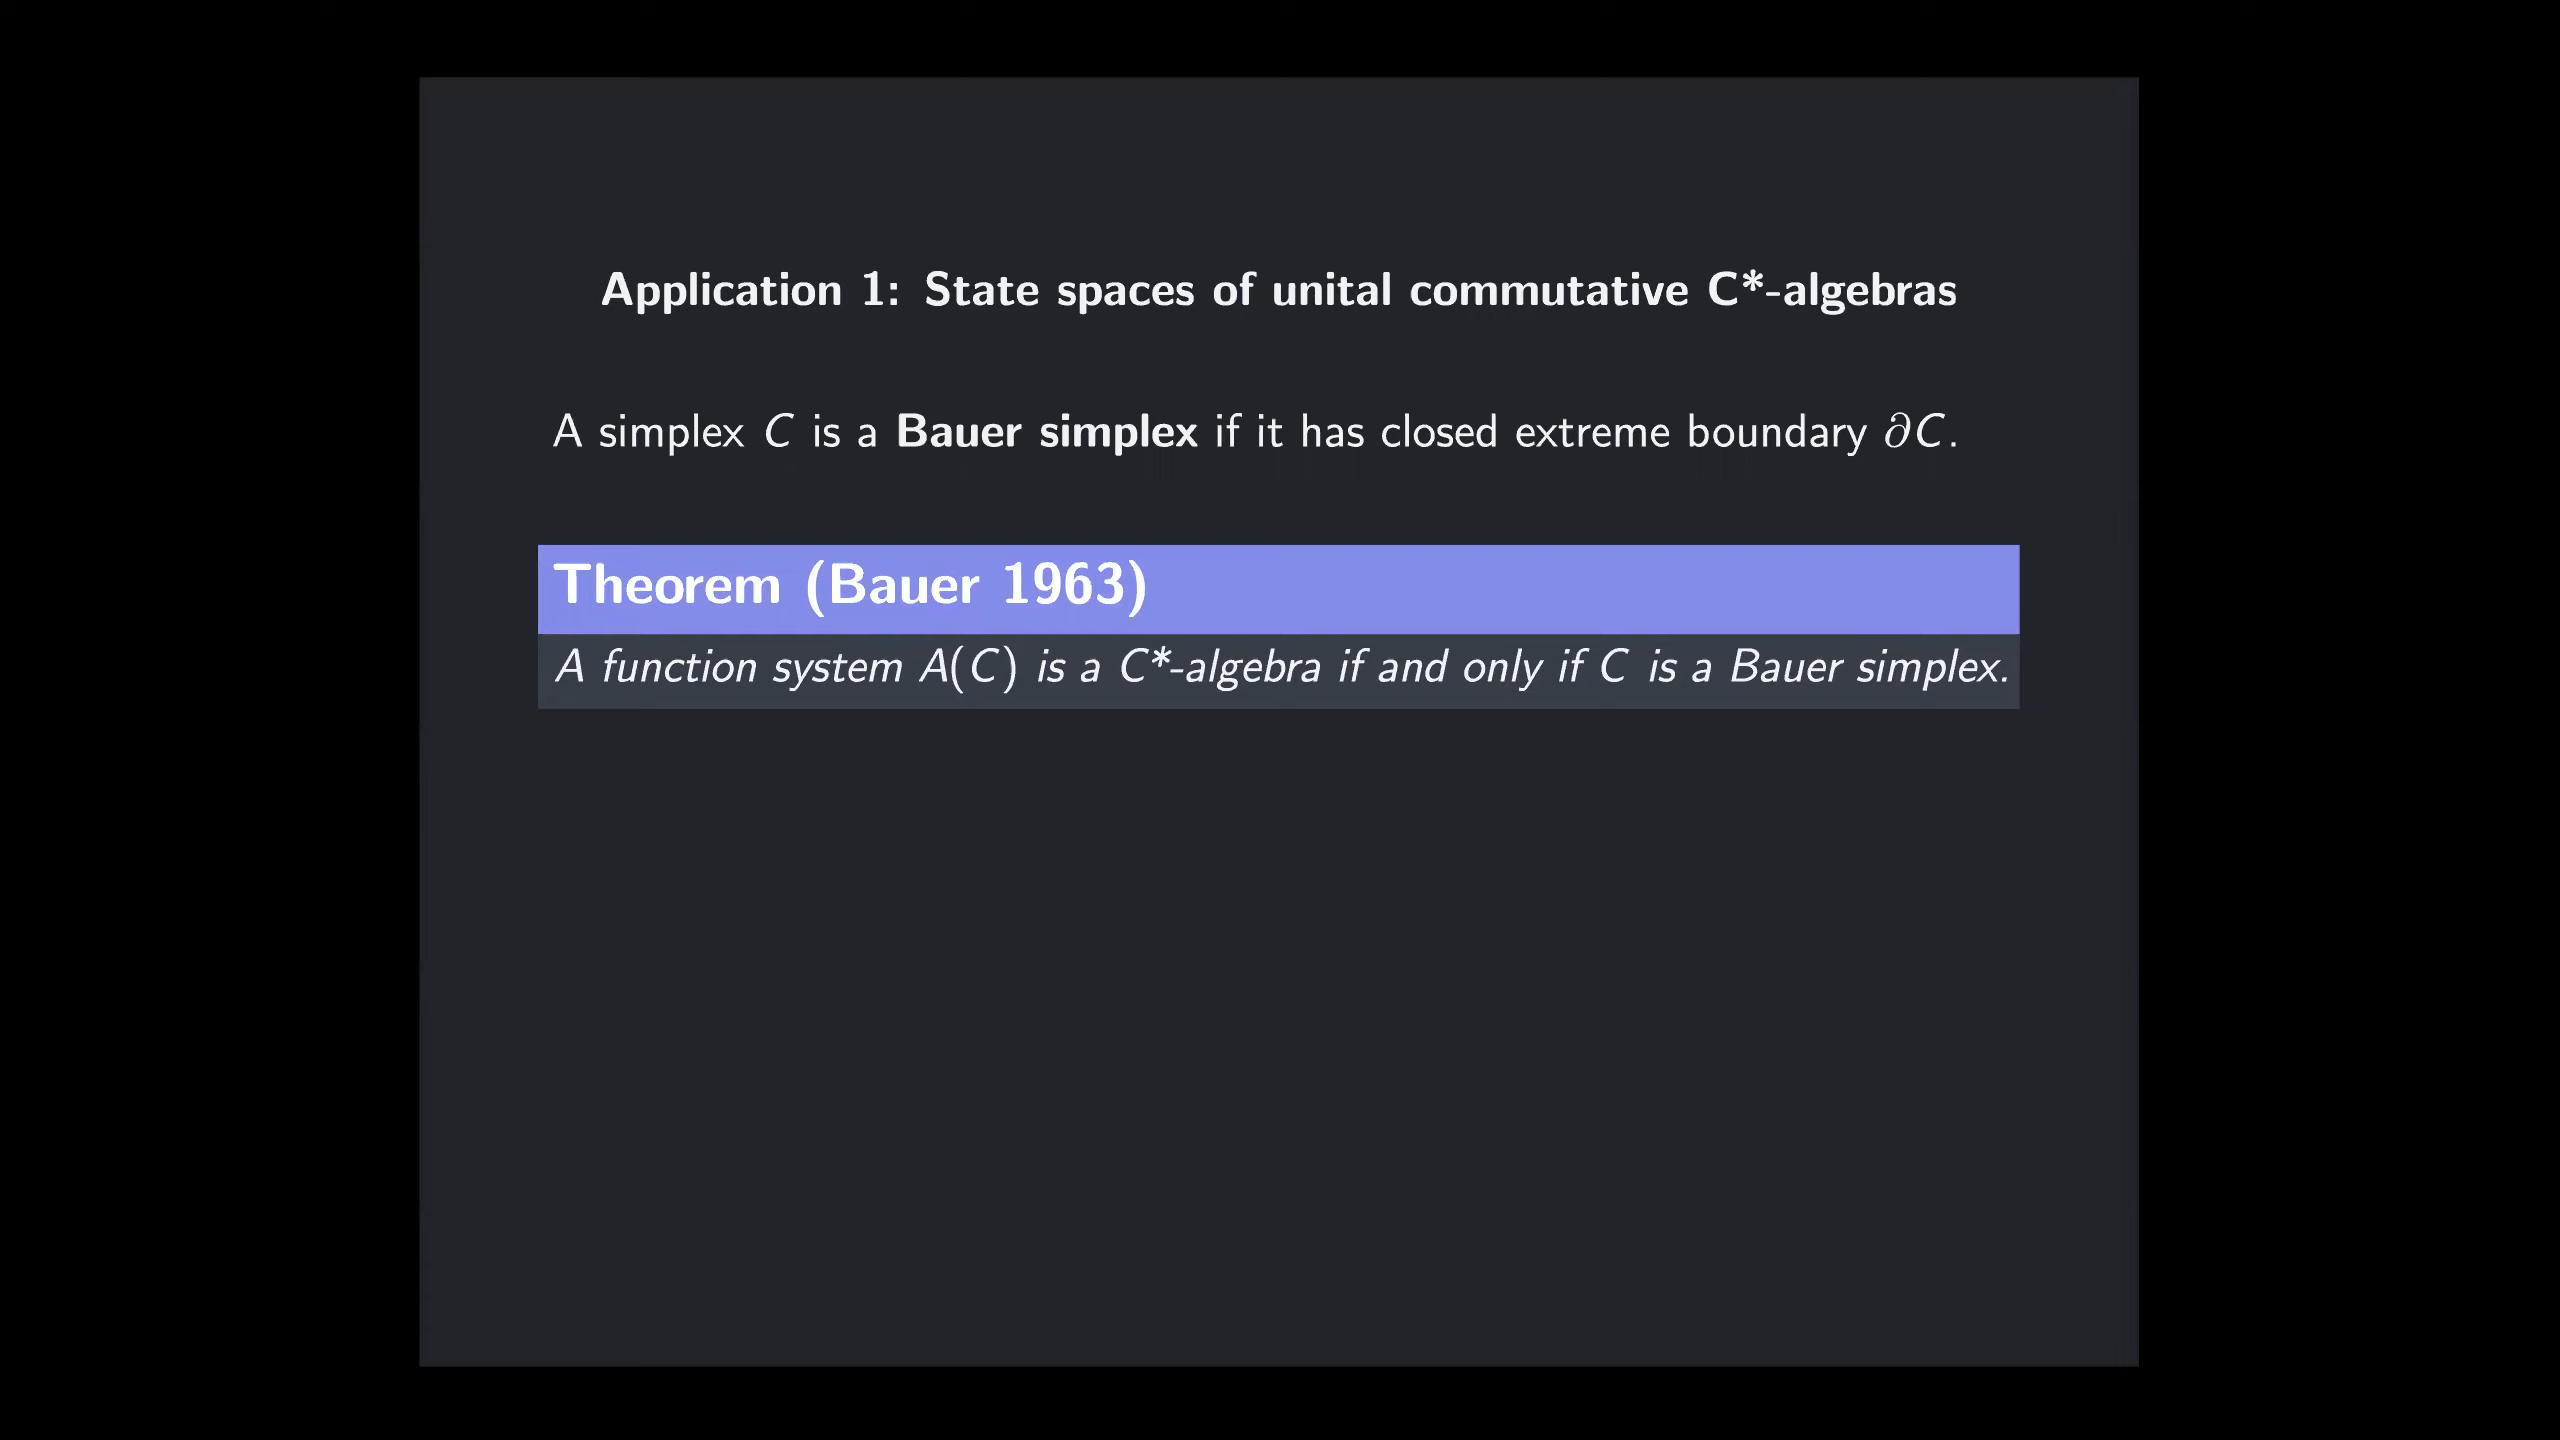 Application 1: State spaces of unital commutative C*-algebras
A simplex C is a Bauer simplex if it has closed extreme boundary ∂C.
Theorem (Bauer 1963)
A function system A(C) is a C*-algebra if and only if C is a Bauer simplex.